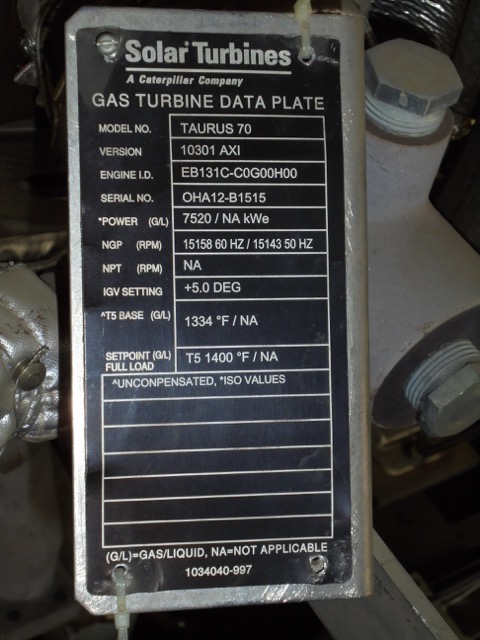 Solar Turbines
A Caterpillar Company
GAS TURBINE DATA PLATE
MODEL NO. TAURUS 70
VERSION 10301 AXI
ENGINE I.D. EB131C-C0G00H00
SERIAL NO. OHA12-B1515
*POWER (G/L) 7520 / NA kWe
NGP (RPM) 15158 60 HZ / 15143 50 HZ
NPT (RPM) NA
IGV SETTING +5.0 DEG
^T5 BASE (G/L) 1334 °F / NA
SETPOINT (G/L) T5 1400 °F / NA
FULL LOAD
^UNCONPENSATED, *ISO VALUES
(G/L)=GAS/LIQUID, NA=NOT APPLICABLE
1034040-997